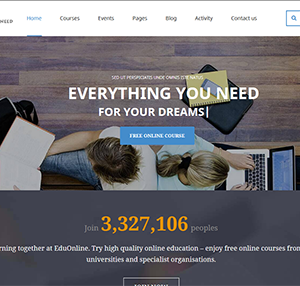 Home Courses Events Pages Blog Activity Contact us
SED UT PERSPICIATIS UNDE OMNIS ISTE NATUS
EVERYTHING YOU NEED
FOR YOUR DREAMS|
FREE ONLINE COURSE
Join 3,327,106 peoples
rning together at EduOnline. Try high quality online education – enjoy free online courses from
universities and specialist organisations.
JOIN NOW